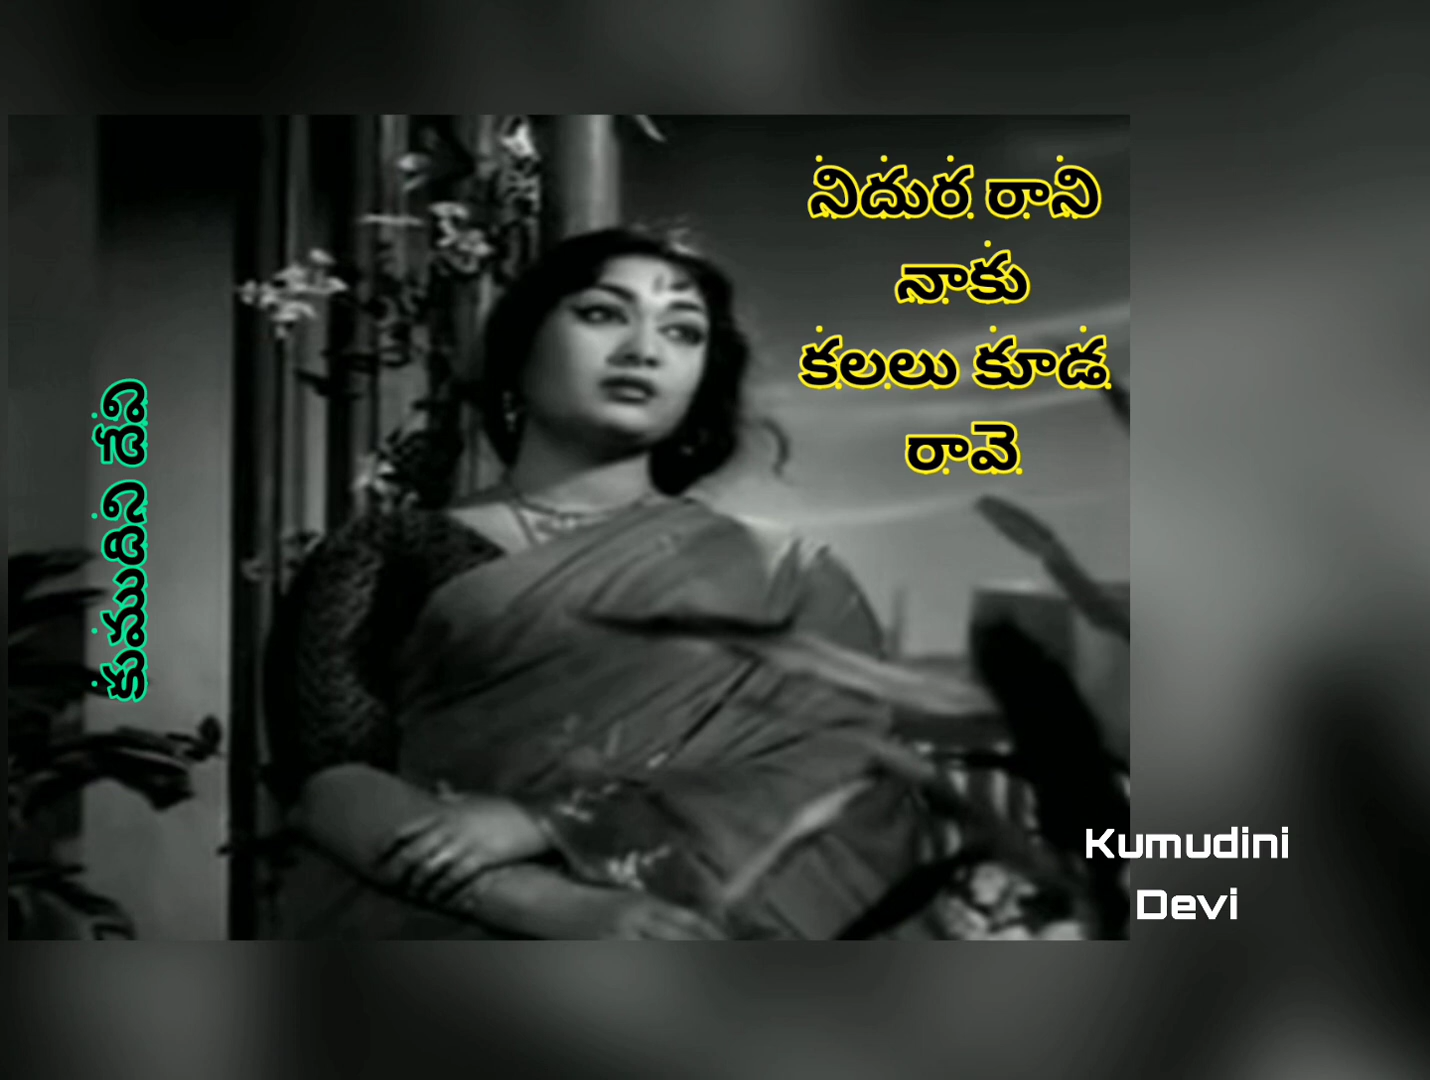 నిదుర రాని
నాకు
కలలు కూడ
రావె
కుముదిని దేవి
Kumudini
Devi